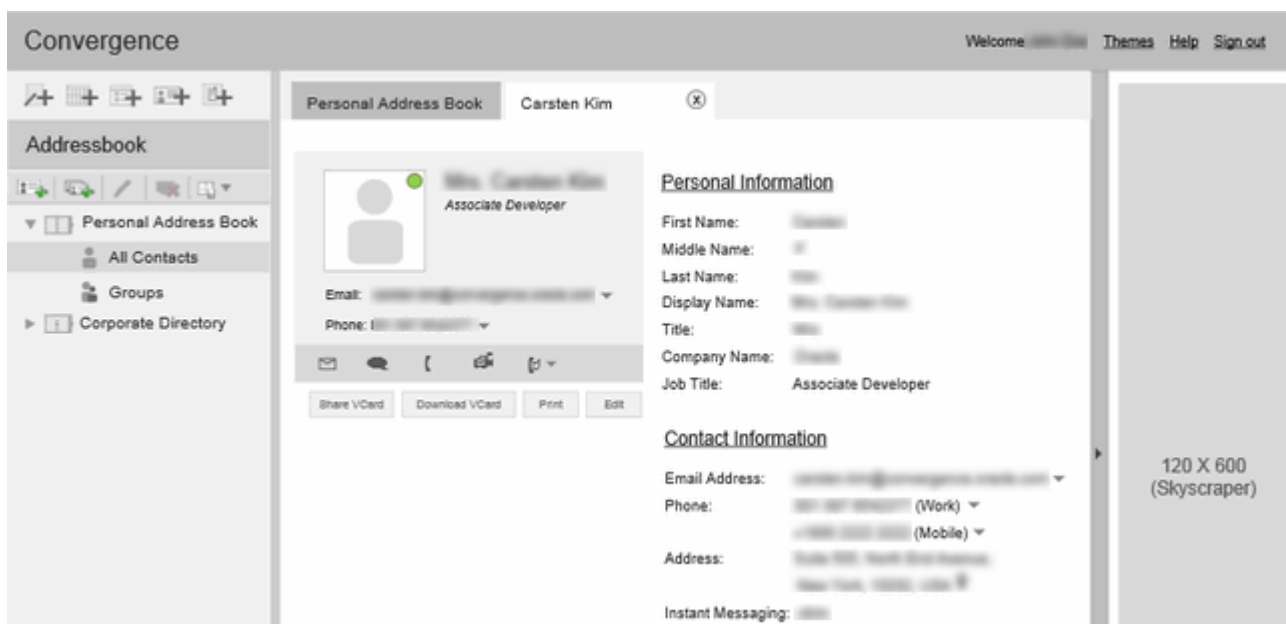 Convergence
Welcome Themes Help Sign out
Personal Address Book Carsten Kim
Addressbook
Personal Address Book
All Contacts
Groups
Corporate Directory
Associate Developer
Email:
Phone:
Share VCard Download VCard Print Edit
Personal Information
First Name:
Middle Name:
Last Name:
Display Name:
Title:
Company Name:
Job Title: Associate Developer
Contact Information
Email Address:
Phone: (Work)
(Mobile)
Address:
Instant Messaging:
120 X 600
(Skyscraper)